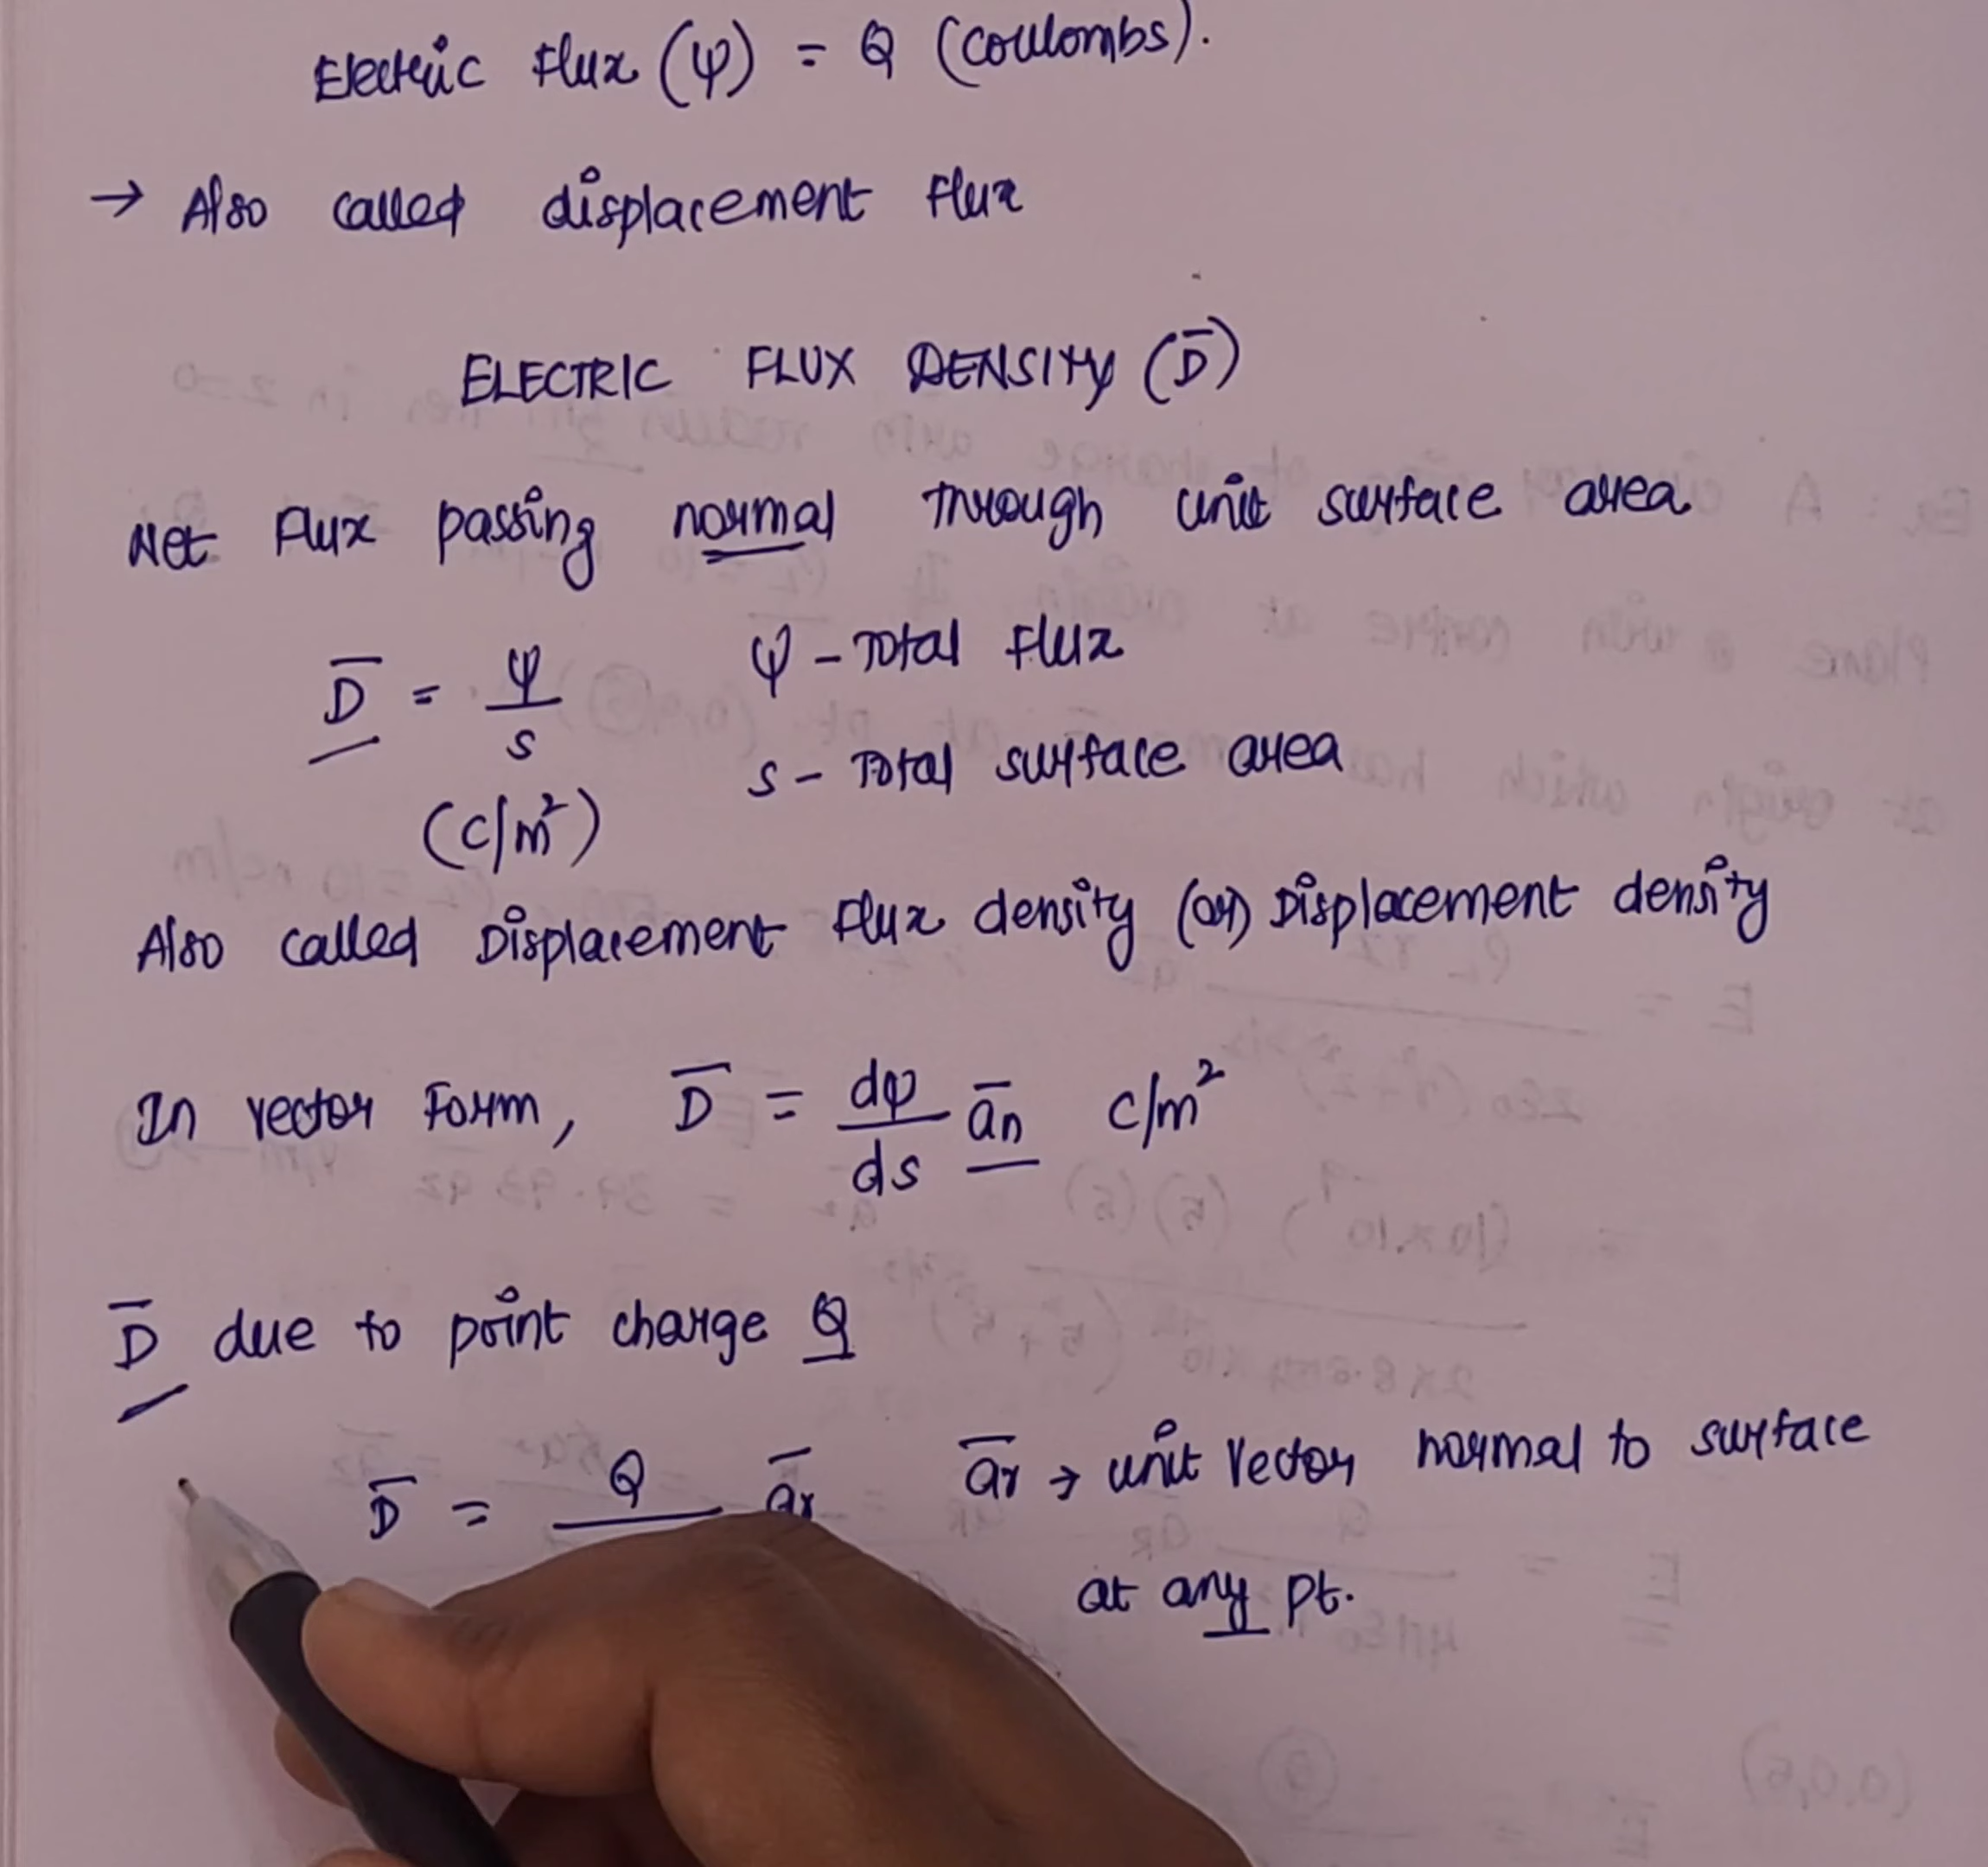 Electric Flux (ψ) = Q (Coulombs).
→ Also called displacement flux
ELECTRIC FLUX DENSITY (D̅)
Net Flux passing normal through unit surface area
D̅ = ψ/s ψ - Total Flux
s - Total surface area
(C/m²)
Also called Displacement Flux density (or) Displacement density
In vector Form, D̅ = dψ/ds a̅n C/m²
D̅ due to point charge Q
D̅ = Q a̅r a̅r → unit vector normal to surface
at any pt.